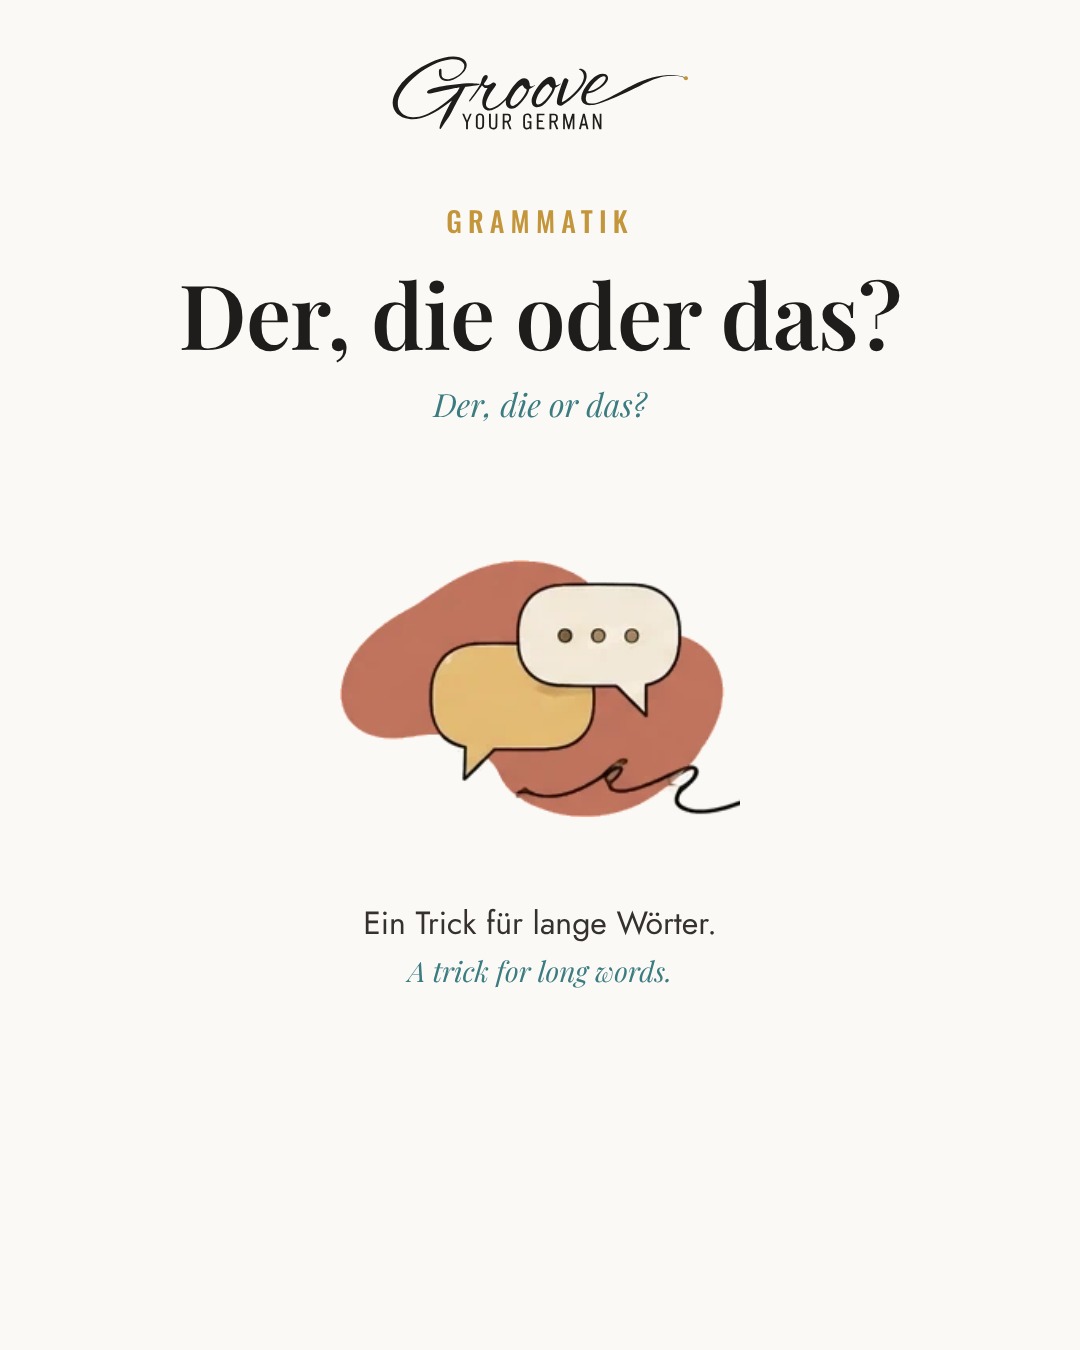 Groove
YOUR GERMAN
GRAMMATIK
Der, die oder das?
Der, die or das?
Ein Trick für lange Wörter.
A trick for long words.